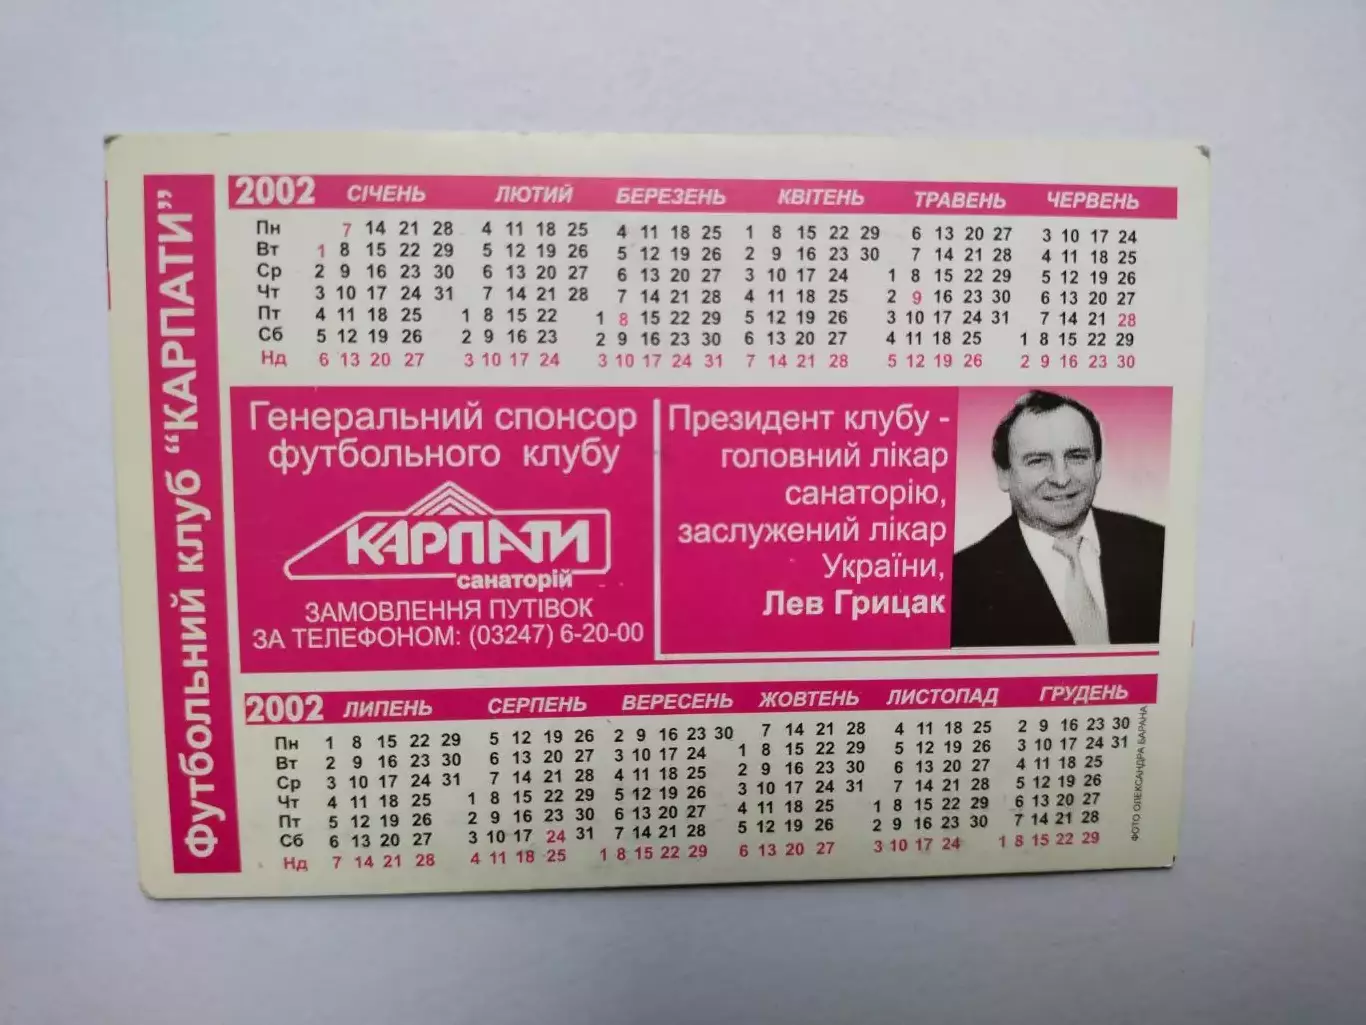 Футбольний клуб "КАРПАТИ"
2002 СІЧЕНЬ ЛЮТИЙ БЕРЕЗЕНЬ КВІТЕНЬ ТРАВЕНЬ ЧЕРВЕНЬ
Пн 7 14 21 28 4 11 18 25 4 11 18 25 1 8 15 22 29 6 13 20 27 3 10 17 24
Вт 1 8 15 22 29 5 12 19 26 5 12 19 26 2 9 16 23 30 7 14 21 28 4 11 18 25
Ср 2 9 16 23 30 6 13 20 27 6 13 20 27 3 10 17 24 1 8 15 22 29 5 12 19 26
Чт 3 10 17 24 31 7 14 21 28 7 14 21 28 4 11 18 25 2 9 16 23 30 6 13 20 27
Пт 4 11 18 25 1 8 15 22 1 8 15 22 29 5 12 19 26 3 10 17 24 31 7 14 21 28
Сб 5 12 19 26 2 9 16 23 2 9 16 23 30 6 13 20 27 4 11 18 25 1 8 15 22 29
Нд 6 13 20 27 3 10 17 24 3 10 17 24 31 7 14 21 28 5 12 19 26 2 9 16 23 30
Генеральний спонсор
футбольного клубу
КАРПАТИ
санаторій
ЗАМОВЛЕННЯ ПУТІВОК
ЗА ТЕЛЕФОНОМ: (03247) 6-20-00
Президент клубу -
головний лікар
санаторію,
заслужений лікар
України,
Лев Грицак
2002 ЛИПЕНЬ СЕРПЕНЬ ВЕРЕСЕНЬ ЖОВТЕНЬ ЛИСТОПАД ГРУДЕНЬ
Пн 1 8 15 22 29 5 12 19 26 2 9 16 23 30 7 14 21 28 4 11 18 25 2 9 16 23 30
Вт 2 9 16 23 30 6 13 20 27 3 10 17 24 1 8 15 22 29 5 12 19 26 3 10 17 24 31
Ср 3 10 17 24 31 7 14 21 28 4 11 18 25 2 9 16 23 30 6 13 20 27 4 11 18 25
Чт 4 11 18 25 1 8 15 22 29 5 12 19 26 3 10 17 24 31 7 14 21 28 5 12 19 26
Пт 5 12 19 26 2 9 16 23 30 6 13 20 27 4 11 18 25 1 8 15 22 29 6 13 20 27
Сб 6 13 20 27 3 10 17 24 31 7 14 21 28 5 12 19 26 2 9 16 23 30 7 14 21 28
Нд 7 14 21 28 4 11 18 25 1 8 15 22 29 6 13 20 27 3 10 17 24 1 8 15 22 29
ФОТО ОЛЕКСАНДРА БАРАНА